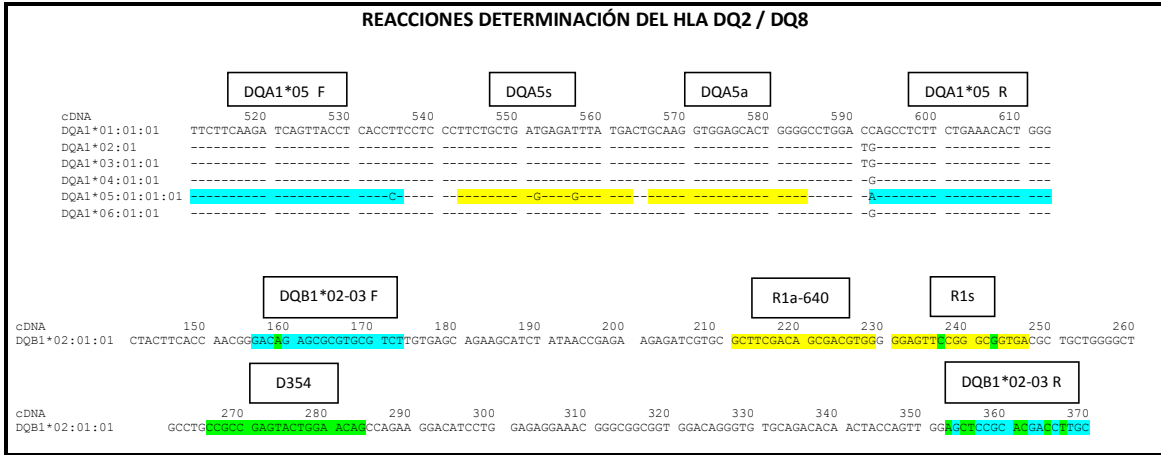 REACCIONES DETERMINACIÓN DEL HLA DQ2 / DQ8
DQA1*05 F DQA5s DQA5a DQA1*05 R
cDNA 520 530 540 550 560 570 580 590 600 610
DQA1*01:01:01 TTCTTCAAGA TCAGTTACCT CACCTTCCTC CCTTCTGCTG ATGAGATTTA TGACTGCAAG GTGGAGCACT GGGGCCTGGA CCAGCCTCTT CTGAAACACT GGG
DQA1*02:01 ---------- ---------- ---------- ---------- ---------- ---------- ---------- ---------- TG-------- ---------- ---
DQA1*03:01:01 ---------- ---------- ---------- ---------- ---------- ---------- ---------- ---------- TG-------- ---------- ---
DQA1*04:01:01 ---------- ---------- ---------- ---------- ---------- ---------- ---------- ---------- -G-------- ---------- ---
DQA1*05:01:01:01 ---------- ---------- ----C----- ---------- --G----G-- ---------- ---------- ---------- -A-------- ---------- ---
DQA1*06:01:01 ---------- ---------- ---------- ---------- ---------- ---------- ---------- ---------- -G-------- ---------- ---
DQB1*02-03 F R1a-640 R1s
cDNA 150 160 170 180 190 200 210 220 230 240 250 260
DQB1*02:01:01 CTACTTCACC AACGGGACAG AGCGCGTGCG TCTTGTGAGC AGAAGCATCT ATAACCGAGA AGAGATCGTGC GCTTCGACA GCGACGTGGG GGAGTTCCGG GCGGTGACGC TGCTGGGGCT
D354 DQB1*02-03 R
cDNA 270 280 290 300 310 320 330 340 350 360 370
DQB1*02:01:01 GCCTGCCGCC GAGTACTGGA ACAGCCAGAA GGACATCCTG GAGAGGAAAC GGGCGGCGGT GGACAGGGTG TGCAGACACA ACTACCAGTT GGAGCTCCGC ACGACCTTGC